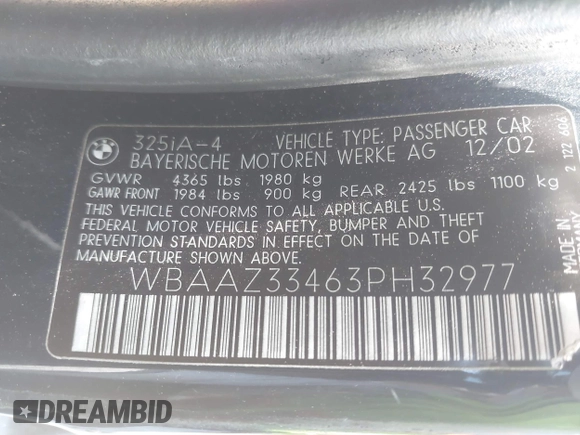 325iA-4 VEHICLE TYPE: PASSENGER CAR
BAYERISCHE MOTOREN WERKE AG 12/02
GVWR 4365 lbs 1980 kg
GAWR FRONT 1984 lbs 900 kg REAR 2425 lbs 1100 kg
THIS VEHICLE CONFORMS TO ALL APPLICABLE U.S.
FEDERAL MOTOR VEHICLE SAFETY, BUMPER AND THEFT
PREVENTION STANDARDS IN EFFECT ON THE DATE OF
MANUFACTURE SHOWN ABOVE.
WBAAZ33463PH32977
2 122 606
MADE IN
GERMANY
DREAMBID